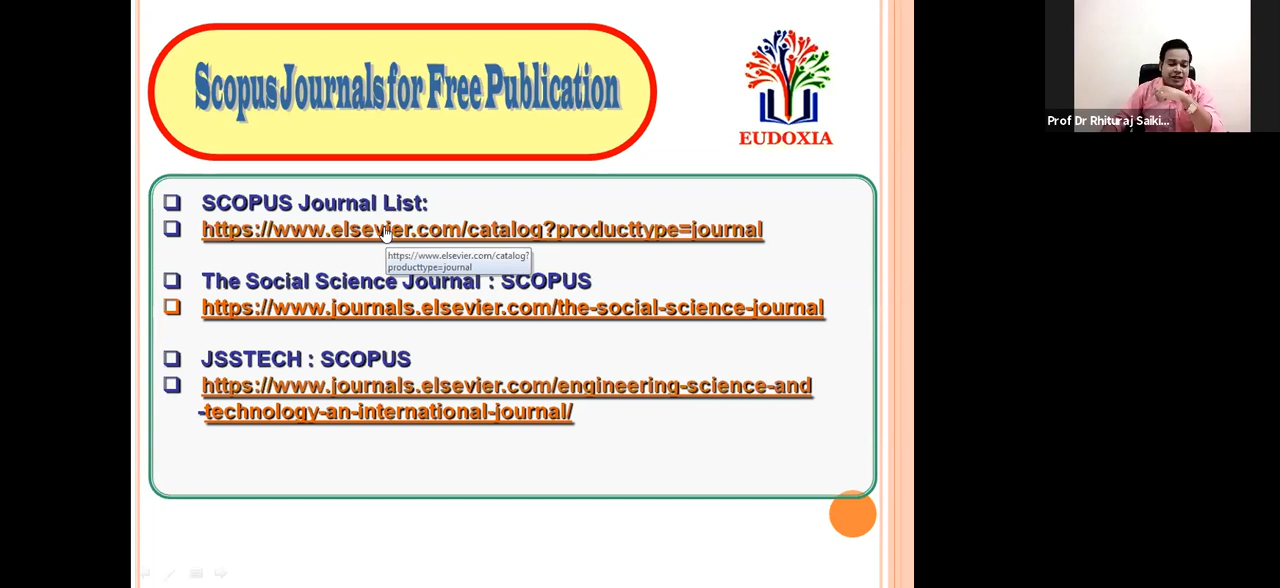 Scopus Journals for Free Publication
EUDOXIA
Prof Dr Rhituraj Saiki...
SCOPUS Journal List:
https://www.elsevier.com/catalog?producttype=journal
https://www.elsevier.com/catalog?
producttype=journal
The Social Science Journal : SCOPUS
https://www.journals.elsevier.com/the-social-science-journal
JSSTECH : SCOPUS
https://www.journals.elsevier.com/engineering-science-and
-technology-an-international-journal/